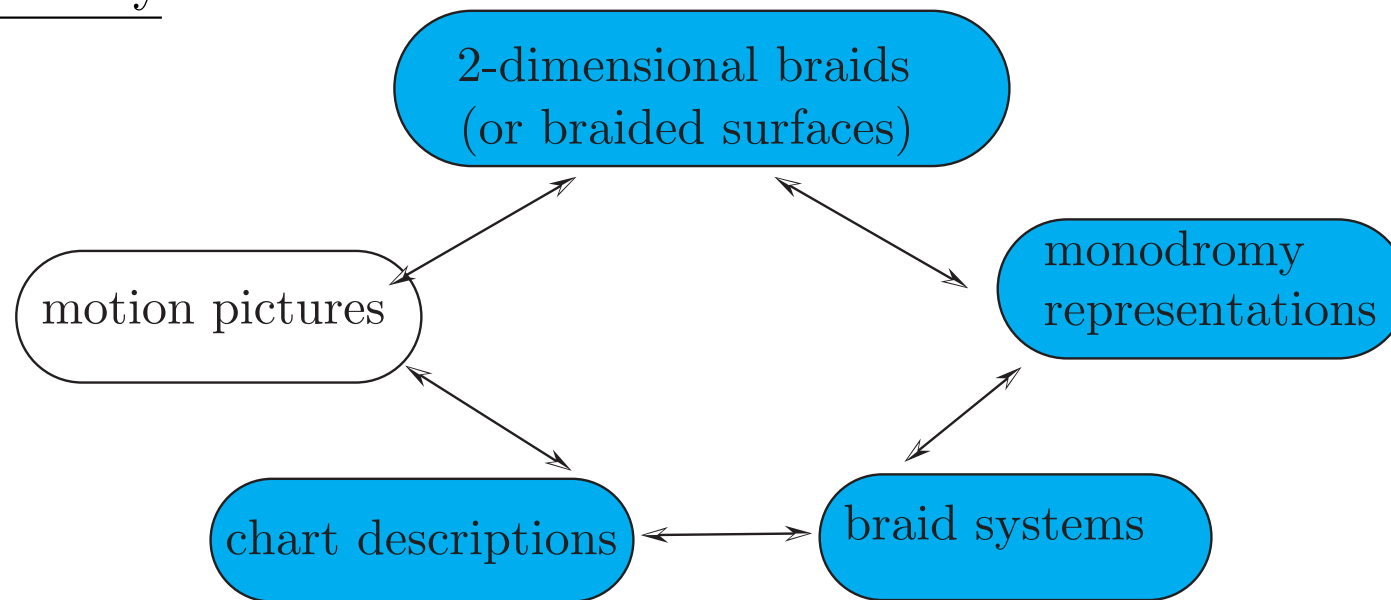 2-dimensional braids
(or braided surfaces)
monodromy
representations
motion pictures
chart descriptions
braid systems